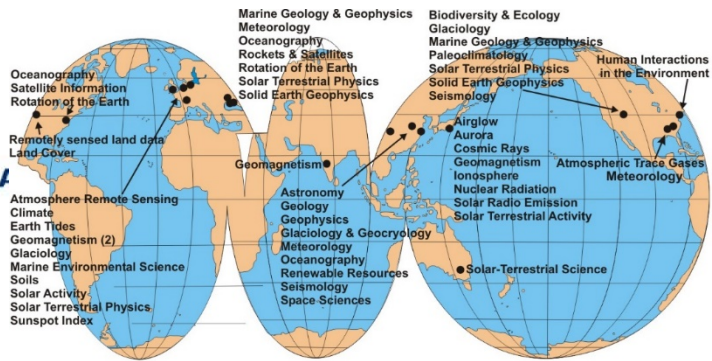 Oceanography
Satellite Information
Rotation of the Earth
Remotely sensed land data
Land Cover
Atmosphere Remote Sensing
Climate
Earth Tides
Geomagnetism (2)
Glaciology
Marine Environmental Science
Soils
Solar Activity
Solar Terrestrial Physics
Sunspot Index
Marine Geology & Geophysics
Meteorology
Oceanography
Rockets & Satellites
Rotation of the Earth
Solar Terrestrial Physics
Solid Earth Geophysics
Geomagnetism
Astronomy
Geology
Geophysics
Glaciology & Geocryology
Meteorology
Oceanography
Renewable Resources
Seismology
Space Sciences
Biodiversity & Ecology
Glaciology
Marine Geology & Geophysics
Paleoclimatology
Solar Terrestrial Physics
Solid Earth Geophysics
Seismology
Airglow
Aurora
Cosmic Rays
Geomagnetism
Ionosphere
Nuclear Radiation
Solar Radio Emission
Solar Terrestrial Activity
Solar-Terrestrial Science
Human Interactions
in the Environment
Atmospheric Trace Gases
Meteorology